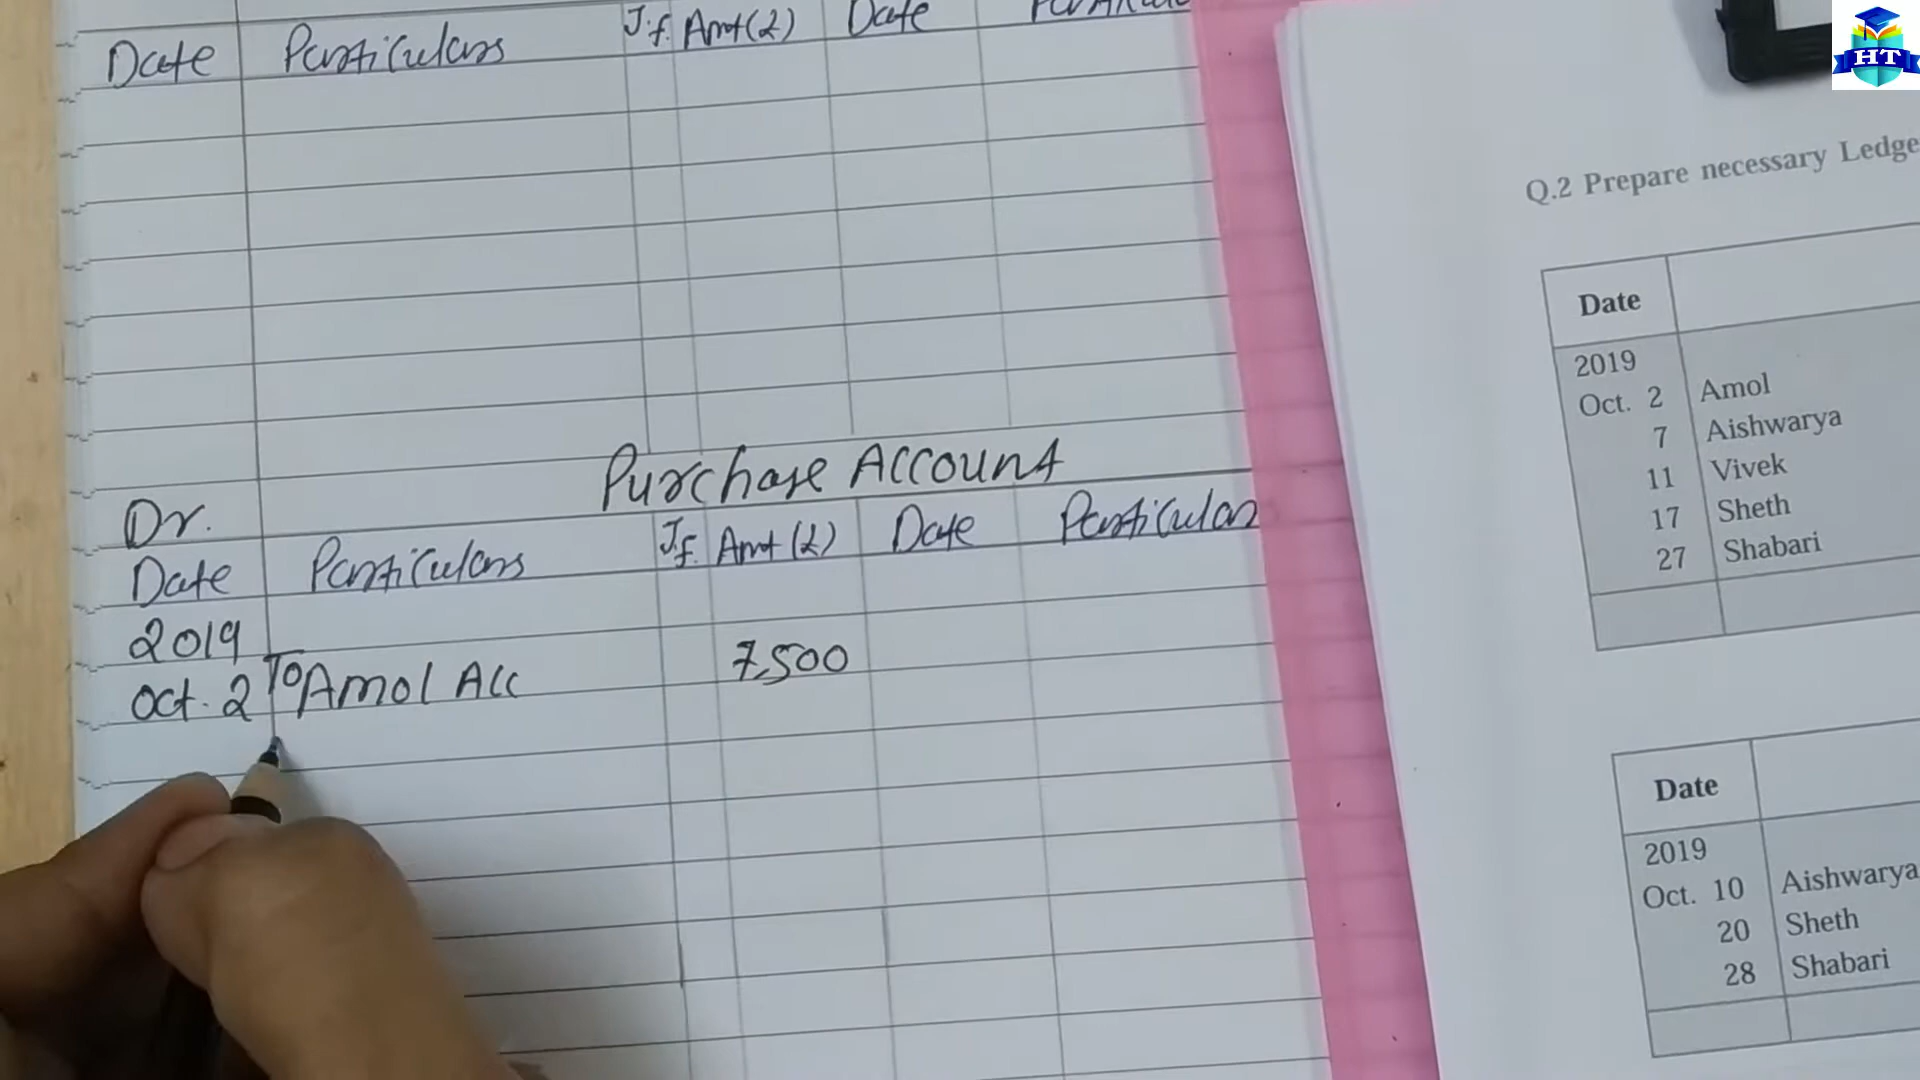 Date Particulars J.f. Amt(₹) Date
Purchase Account
Dr.
Date Particulars J.f. Amt (₹) Date Particular
2019
Oct. 2 To Amol Acc 7,500
HT
Q.2 Prepare necessary Ledge
Date
2019
Oct. 2 Amol
7 Aishwarya
11 Vivek
17 Sheth
27 Shabari
Date
2019
Oct. 10 Aishwarya
20 Sheth
28 Shabari